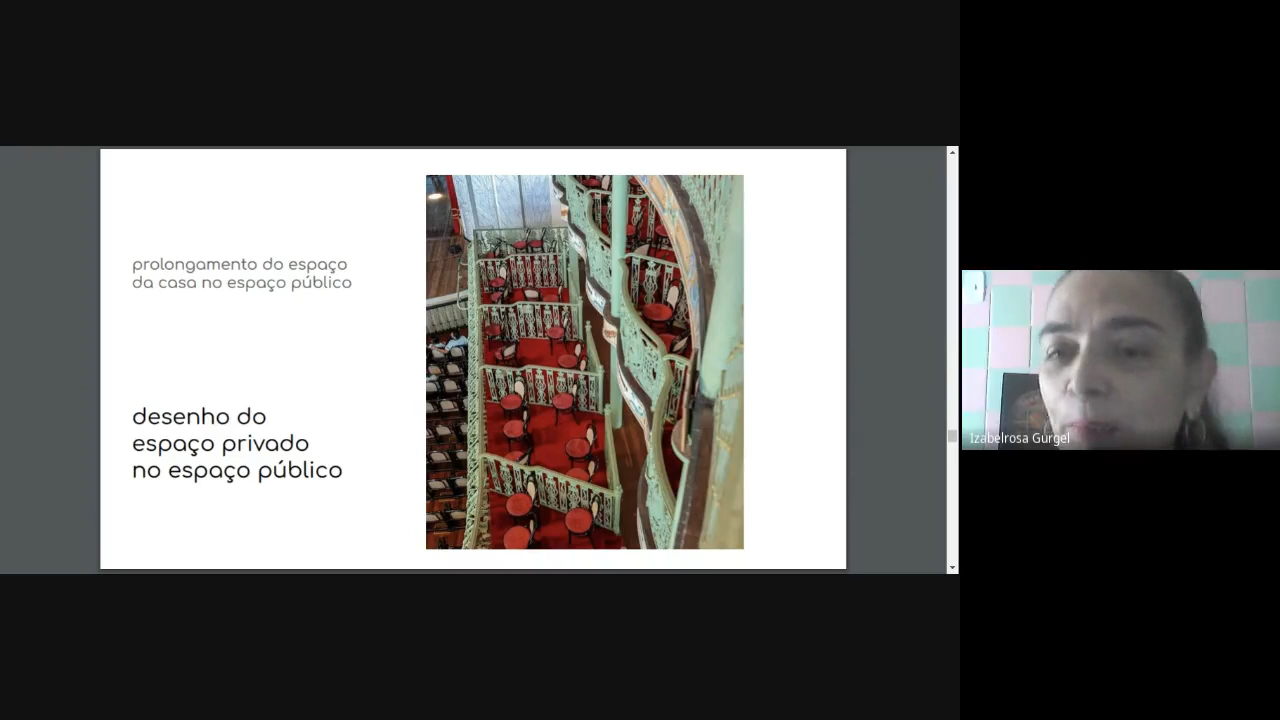 prolongamento do espaço
da casa no espaço público
desenho do
espaço privado
no espaço público
Izabelrosa Gurgel